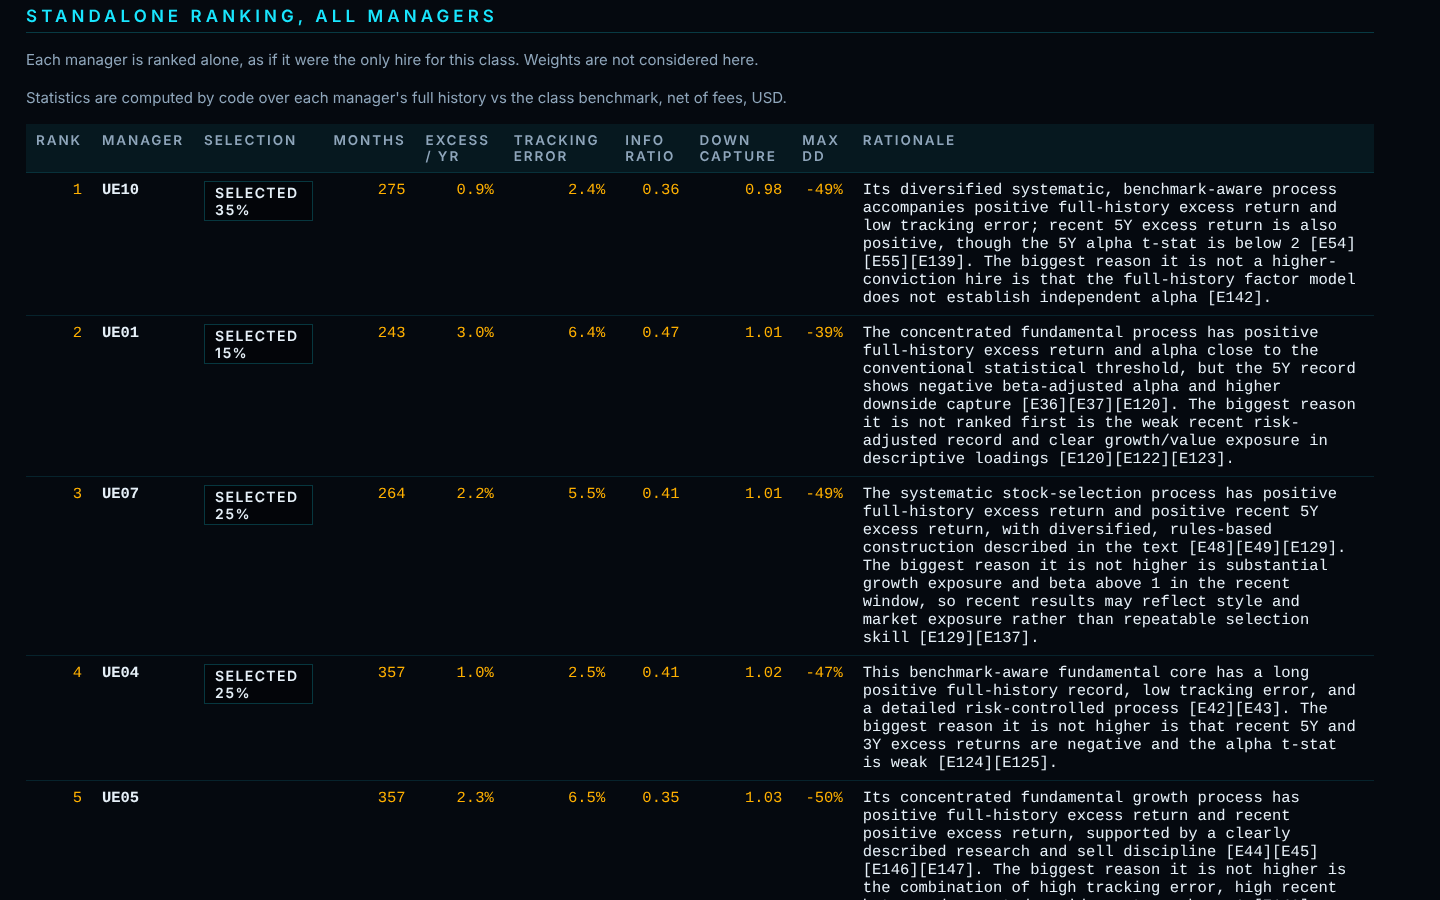 STANDALONE RANKING, ALL MANAGERS
Each manager is ranked alone, as if it were the only hire for this class. Weights are not considered here.
Statistics are computed by code over each manager's full history vs the class benchmark, net of fees, USD.
RANK MANAGER SELECTION MONTHS EXCESS / YR TRACKING ERROR INFO RATIO DOWN CAPTURE MAX DD RATIONALE
1 UE10 SELECTED 35% 275 0.9% 2.4% 0.36 0.98 -49% Its diversified systematic, benchmark-aware process
accompanies positive full-history excess return and
low tracking error; recent 5Y excess return is also
positive, though the 5Y alpha t-stat is below 2 [E54]
[E55][E139]. The biggest reason it is not a higher-
conviction hire is that the full-history factor model
does not establish independent alpha [E142].
2 UE01 SELECTED 15% 243 3.0% 6.4% 0.47 1.01 -39% The concentrated fundamental process has positive
full-history excess return and alpha close to the
conventional statistical threshold, but the 5Y record
shows negative beta-adjusted alpha and higher
downside capture [E36][E37][E120]. The biggest reason
it is not ranked first is the weak recent risk-
adjusted record and clear growth/value exposure in
descriptive loadings [E120][E122][E123].
3 UE07 SELECTED 25% 264 2.2% 5.5% 0.41 1.01 -49% The systematic stock-selection process has positive
full-history excess return and positive recent 5Y
excess return, with diversified, rules-based
construction described in the text [E48][E49][E129].
The biggest reason it is not higher is substantial
growth exposure and beta above 1 in the recent
window, so recent results may reflect style and
market exposure rather than repeatable selection
skill [E129][E137].
4 UE04 SELECTED 25% 357 1.0% 2.5% 0.41 1.02 -47% This benchmark-aware fundamental core has a long
positive full-history record, low tracking error, and
a detailed risk-controlled process [E42][E43]. The
biggest reason it is not higher is that recent 5Y and
3Y excess returns are negative and the alpha t-stat
is weak [E124][E125].
5 UE05 357 2.3% 6.5% 0.35 1.03 -50% Its concentrated fundamental growth process has
positive full-history excess return and recent
positive excess return, supported by a clearly
described research and sell discipline [E44][E45]
[E146][E147]. The biggest reason it is not higher is
the combination of high tracking error, high recent